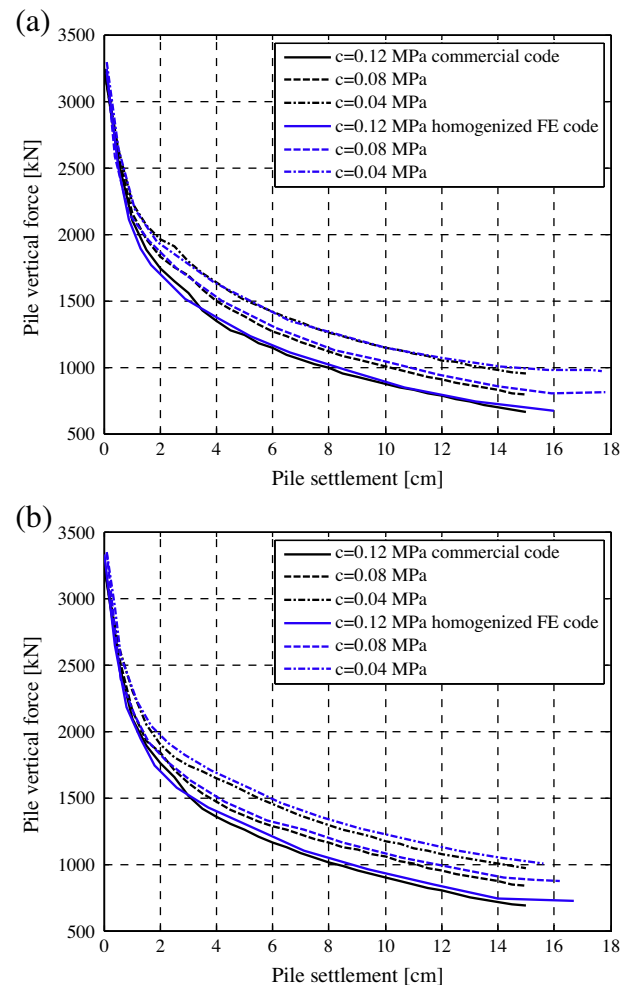 (a)
3500
3000
2500
2000
1500
1000
500
Pile vertical force [kN]
c=0.12 MPa commercial code
c=0.08 MPa
c=0.04 MPa
c=0.12 MPa homogenized FE code
c=0.08 MPa
c=0.04 MPa
0 2 4 6 8 10 12 14 16 18
Pile settlement [cm]
(b)
3500
3000
2500
2000
1500
1000
500
Pile vertical force [kN]
c=0.12 MPa commercial code
c=0.08 MPa
c=0.04 MPa
c=0.12 MPa homogenized FE code
c=0.08 MPa
c=0.04 MPa
0 2 4 6 8 10 12 14 16 18
Pile settlement [cm]